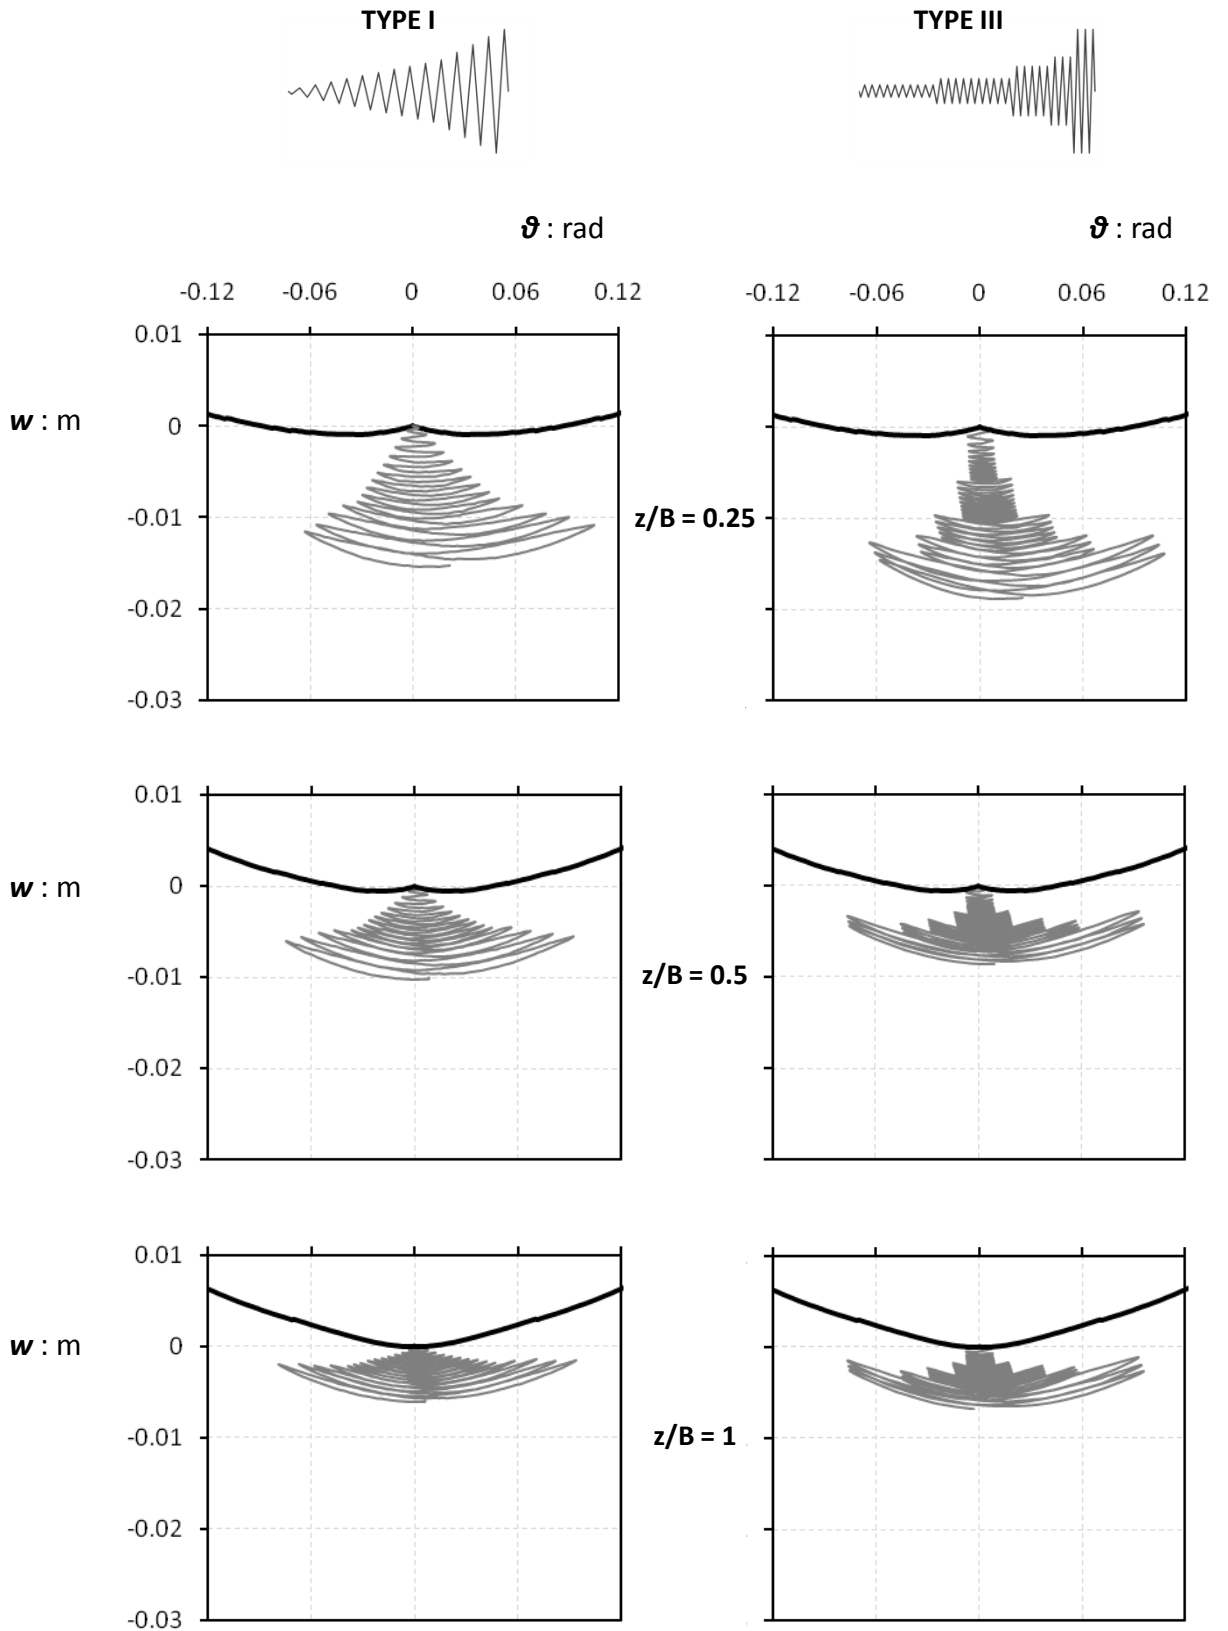 TYPE I TYPE III
ϑ : rad ϑ : rad
-0.12 -0.06 0 0.06 0.12 -0.12 -0.06 0 0.06 0.12
0.01
w : m 0
-0.01 z/B = 0.25
-0.02
-0.03
0.01
w : m 0
-0.01 z/B = 0.5
-0.02
-0.03
0.01
w : m 0
-0.01 z/B = 1
-0.02
-0.03